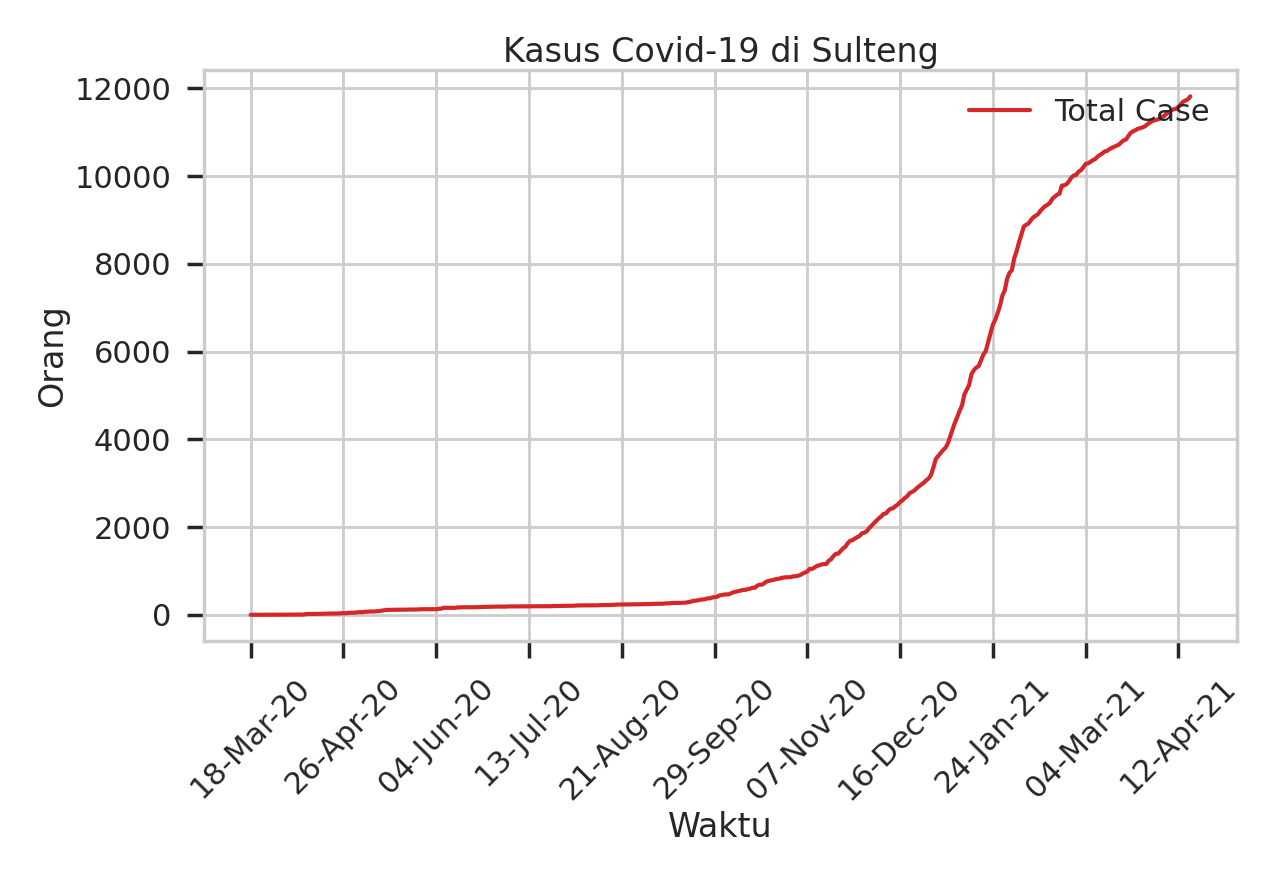 Kasus Covid-19 di Sulteng
Total Case
12000
10000
8000
6000
4000
2000
0
Orang
18-Mar-20
26-Apr-20
04-Jun-20
13-Jul-20
21-Aug-20
29-Sep-20
07-Nov-20
16-Dec-20
24-Jan-21
04-Mar-21
12-Apr-21
Waktu